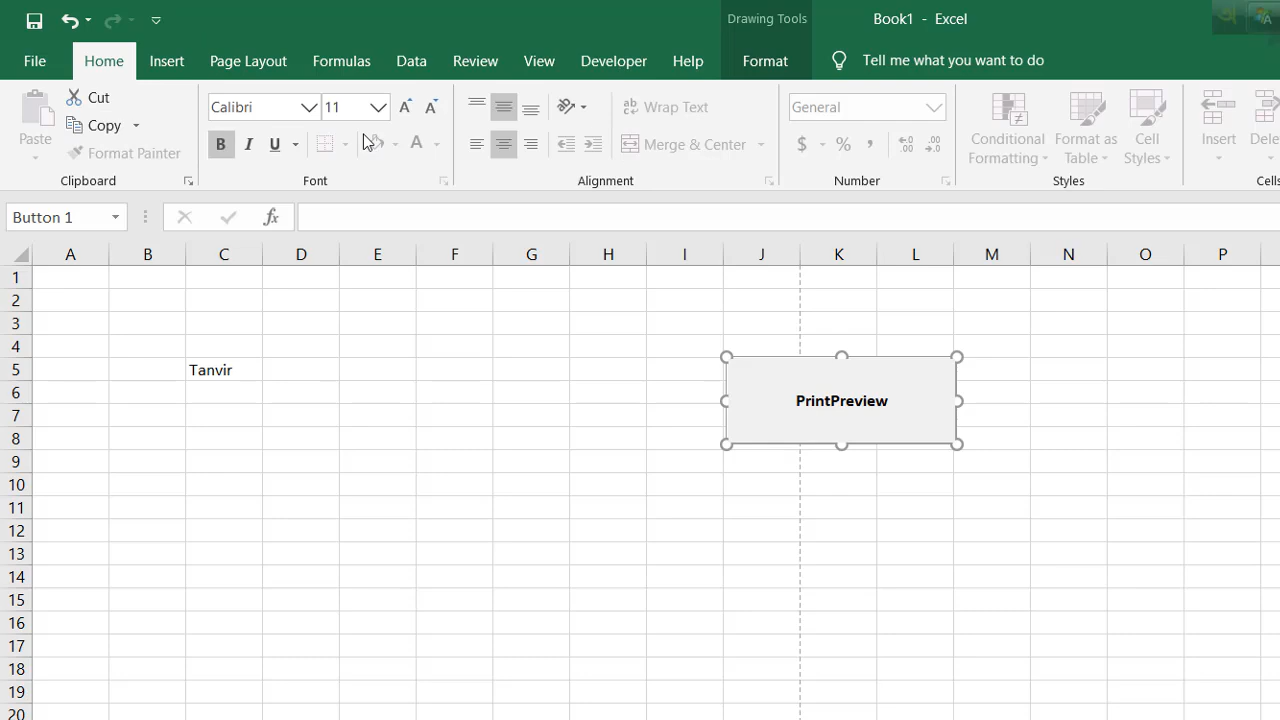 Drawing Tools
Book1 - Excel
File Home Insert Page Layout Formulas Data Review View Developer Help Format Tell me what you want to do
Paste
Cut
Copy
Format Painter
Clipboard
Calibri 11 A A
B I U A
Font
ab Wrap Text
Merge & Center
Alignment
General
$ % ,
Number
Conditional Formatting
Format as Table
Cell Styles
Styles
Insert
Button 1 fx
A B C D E F G H I J K L M N O P
1
2
3
4
5 Tanvir
6 PrintPreview
7
8
9
10
11
12
13
14
15
16
17
18
19
20